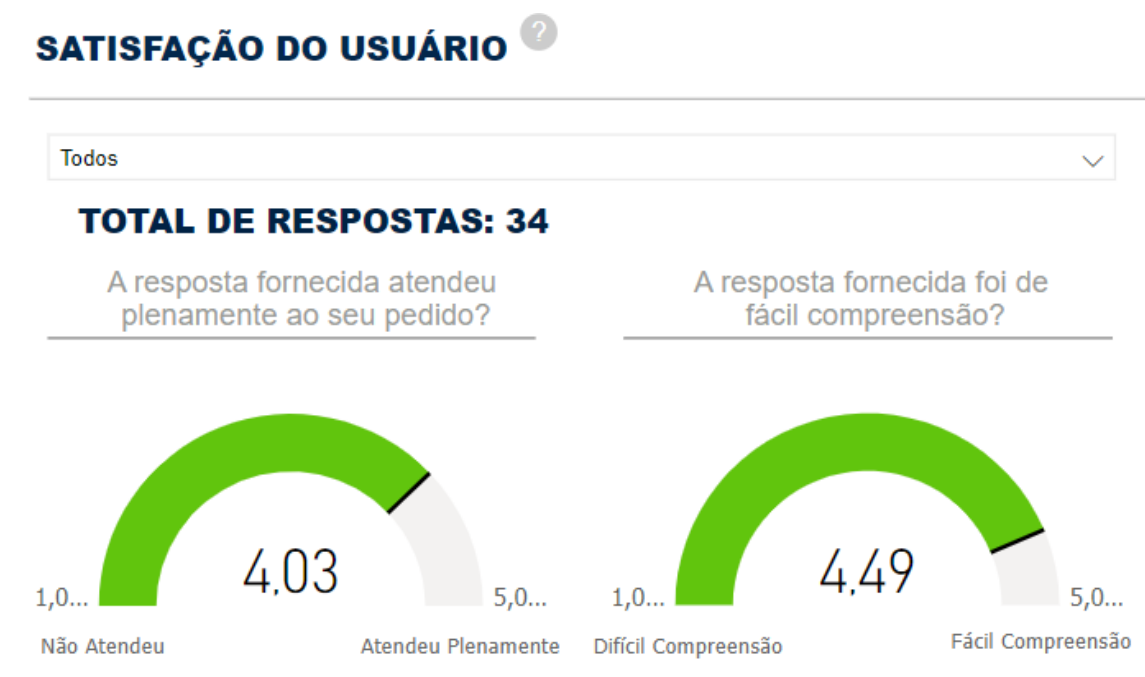 SATISFAÇÃO DO USUÁRIO ?
Todos
TOTAL DE RESPOSTAS: 34
A resposta fornecida atendeu
plenamente ao seu pedido?
4,03
1,0...
5,0...
Não Atendeu
Atendeu Plenamente
A resposta fornecida foi de
fácil compreensão?
4,49
1,0...
5,0...
Difícil Compreensão
Fácil Compreensão